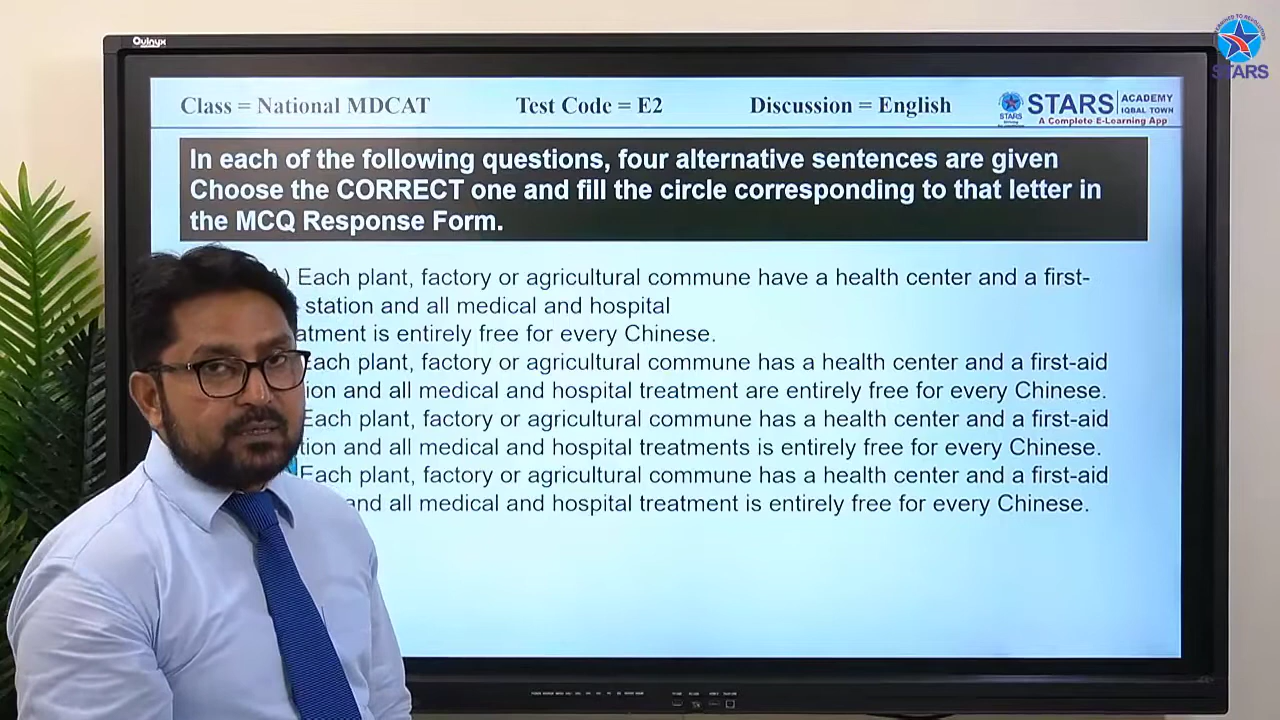 Quinyx
STARS
Class = National MDCAT Test Code = E2 Discussion = English
STARS
STARS ACADEMY
IQBAL TOWN
A Complete E-Learning App
In each of the following questions, four alternative sentences are given
Choose the CORRECT one and fill the circle corresponding to that letter in
the MCQ Response Form.
A) Each plant, factory or agricultural commune have a health center and a first-
station and all medical and hospital
is entirely free for every Chinese.
Each plant, factory or agricultural commune has a health center and a first-aid
and all medical and hospital treatment are entirely free for every Chinese.
Each plant, factory or agricultural commune has a health center and a first-aid
and all medical and hospital treatments is entirely free for every Chinese.
Each plant, factory or agricultural commune has a health center and a first-aid
and all medical and hospital treatment is entirely free for every Chinese.